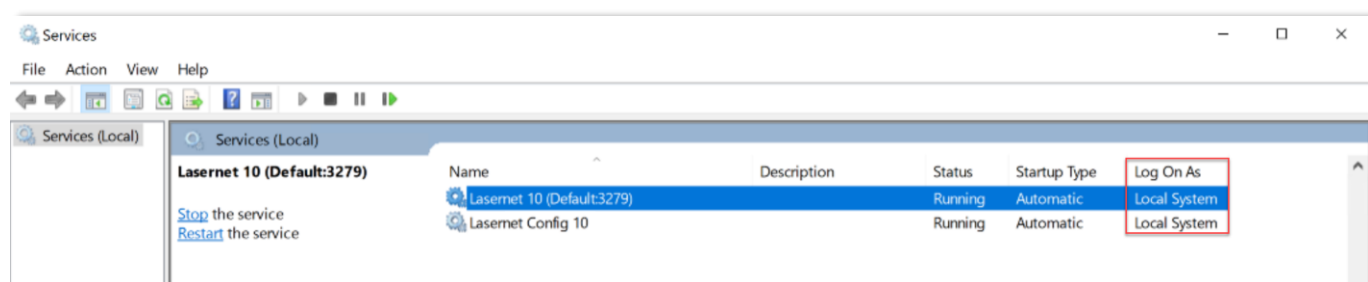 Services
File Action View Help
Services (Local)
Services (Local)
Lasernet 10 (Default:3279)
Stop the service
Restart the service
Name Description Status Startup Type Log On As
Lasernet 10 (Default:3279) Running Automatic Local System
Lasernet Config 10 Running Automatic Local System